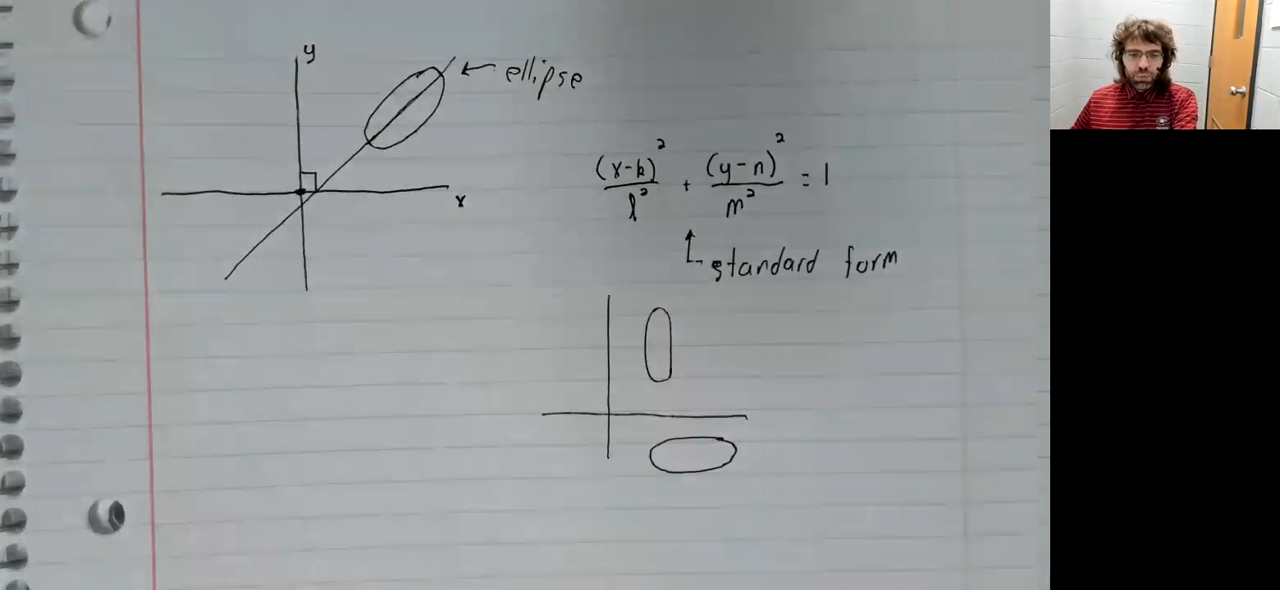 y
← ellipse
x
(x-k)²/l² + (y-n)²/m² = 1
standard form